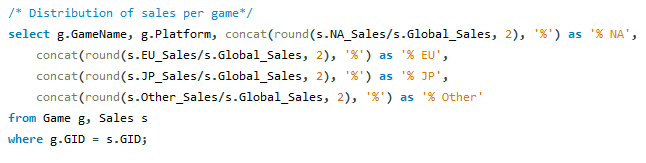 /* Distribution of sales per game*/
select g.GameName, g.Platform, concat(round(s.NA_Sales/s.Global_Sales, 2), '%') as '% NA',
concat(round(s.EU_Sales/s.Global_Sales, 2), '%') as '% EU',
concat(round(s.JP_Sales/s.Global_Sales, 2), '%') as '% JP',
concat(round(s.Other_Sales/s.Global_Sales, 2), '%') as '% Other'
from Game g, Sales s
where g.GID = s.GID;